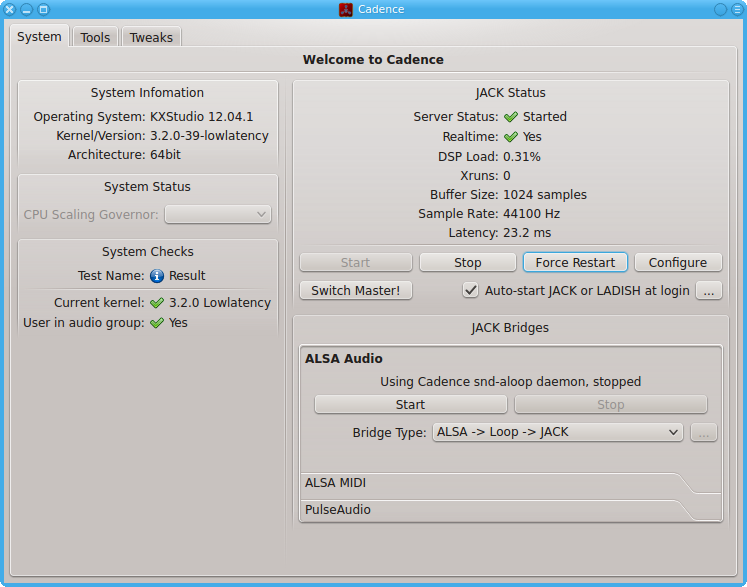 Cadence
System Tools Tweaks
Welcome to Cadence
System Infomation
Operating System: KXStudio 12.04.1
Kernel/Version: 3.2.0-39-lowlatency
Architecture: 64bit
System Status
CPU Scaling Governor:
System Checks
Test Name: Result
Current kernel: 3.2.0 Lowlatency
User in audio group: Yes
JACK Status
Server Status: Started
Realtime: Yes
DSP Load: 0.31%
Xruns: 0
Buffer Size: 1024 samples
Sample Rate: 44100 Hz
Latency: 23.2 ms
Start Stop Force Restart Configure
Switch Master! Auto-start JACK or LADISH at login ...
JACK Bridges
ALSA Audio
Using Cadence snd-aloop daemon, stopped
Start Stop
Bridge Type: ALSA -> Loop -> JACK ...
ALSA MIDI
PulseAudio